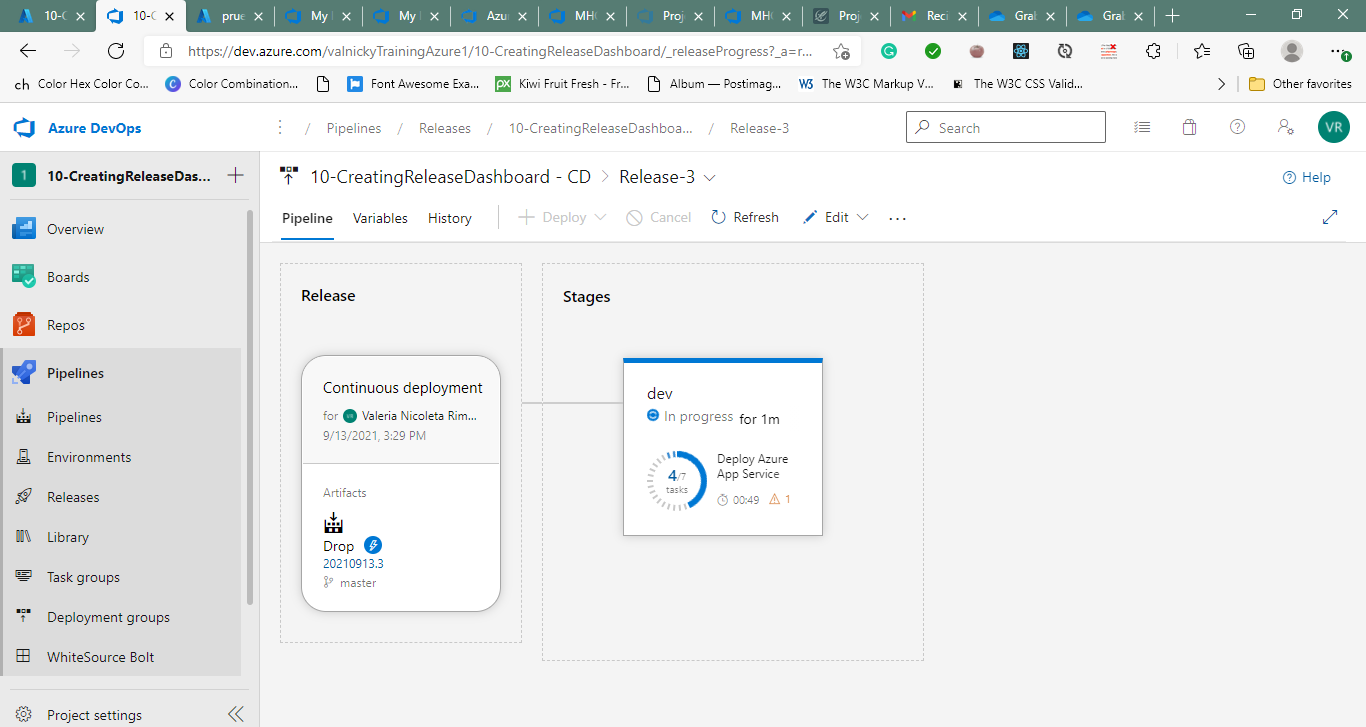 10-C
10-C
prue
My I
My I
Azu
MH(
Proj
MH(
Proj
Reci
Gral
Gral
https://dev.azure.com/valnickyTrainingAzure1/10-CreatingReleaseDashboard/_releaseProgress?_a=r...
ch Color Hex Color Co...
C Color Combination...
Font Awesome Exa...
px Kiwi Fruit Fresh - Fr...
Album — Postimag...
W3 The W3C Markup V...
The W3C CSS Valid...
Other favorites
Azure DevOps
/ Pipelines / Releases / 10-CreatingReleaseDashboa... / Release-3
Search
VR
1 10-CreatingReleaseDas...
10-CreatingReleaseDashboard - CD > Release-3
Help
Pipeline
Variables
History
Deploy
Cancel
Refresh
Edit
...
Overview
Boards
Repos
Pipelines
Pipelines
Environments
Releases
Library
Task groups
Deployment groups
WhiteSource Bolt
Project settings
Release
Continuous deployment
for VR Valeria Nicoleta Rim...
9/13/2021, 3:29 PM
Artifacts
Drop
20210913.3
master
Stages
dev
In progress for 1m
4/7
tasks
Deploy Azure
App Service
00:49 1